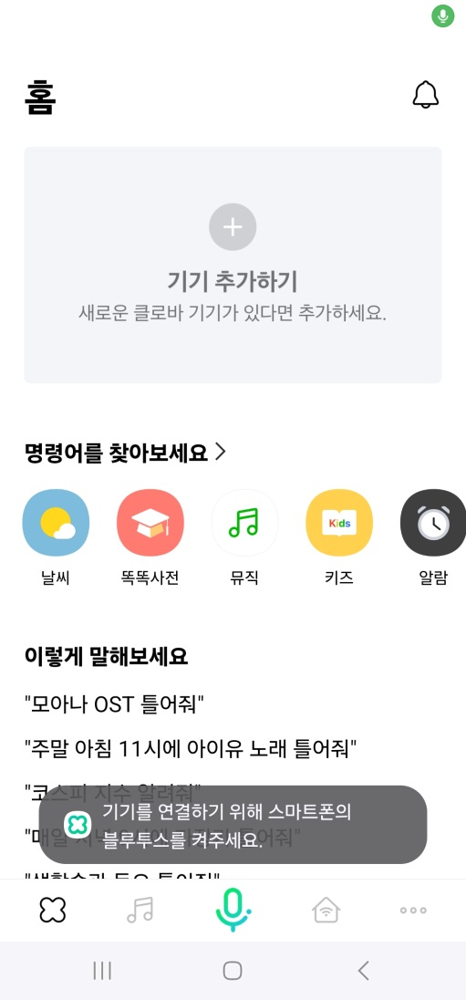 홈
기기 추가하기
새로운 클로바 기기가 있다면 추가하세요.
명령어를 찾아보세요
Kids
날씨
똑똑사전
뮤직
키즈
알람
이렇게 말해보세요
"모아나 OST 틀어줘"
"주말 아침 11시에 아이유 노래 틀어줘"
"코스피 지수 알려줘"
기기를 연결하기 위해 스마트폰의
블루투스를 켜주세요.
"매일 저녁 틀어줘"